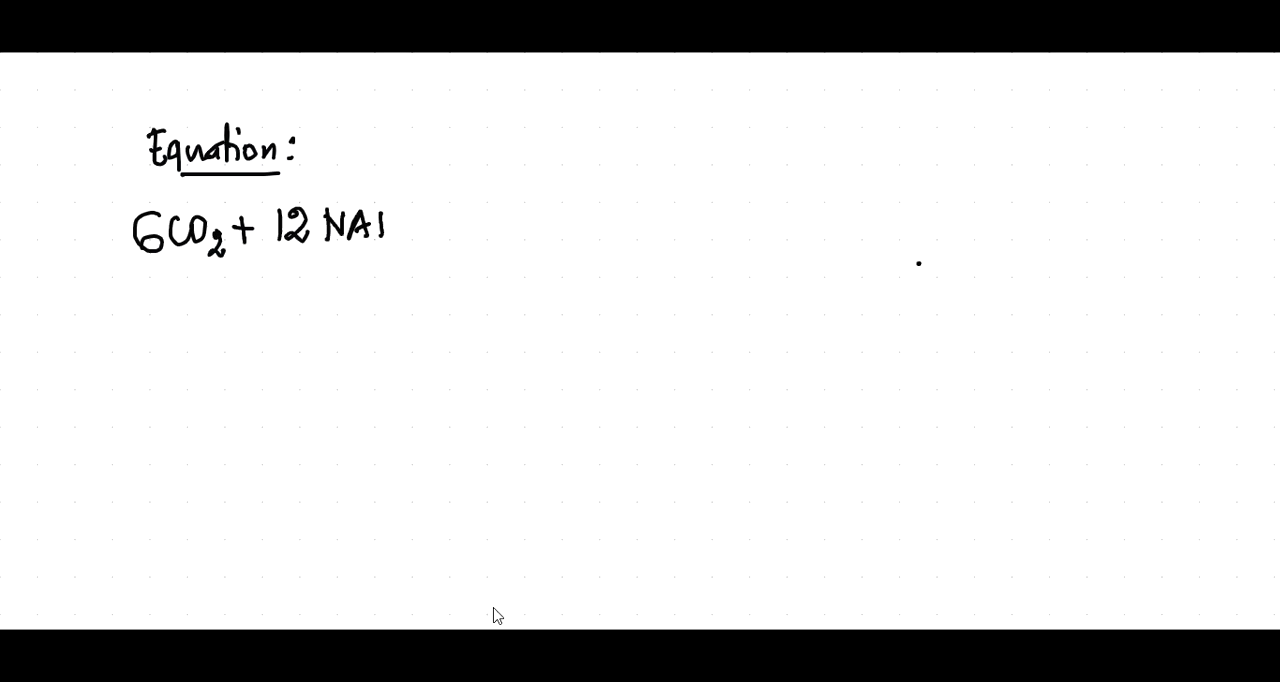 Equation:
6CO₂ + 12 NAI